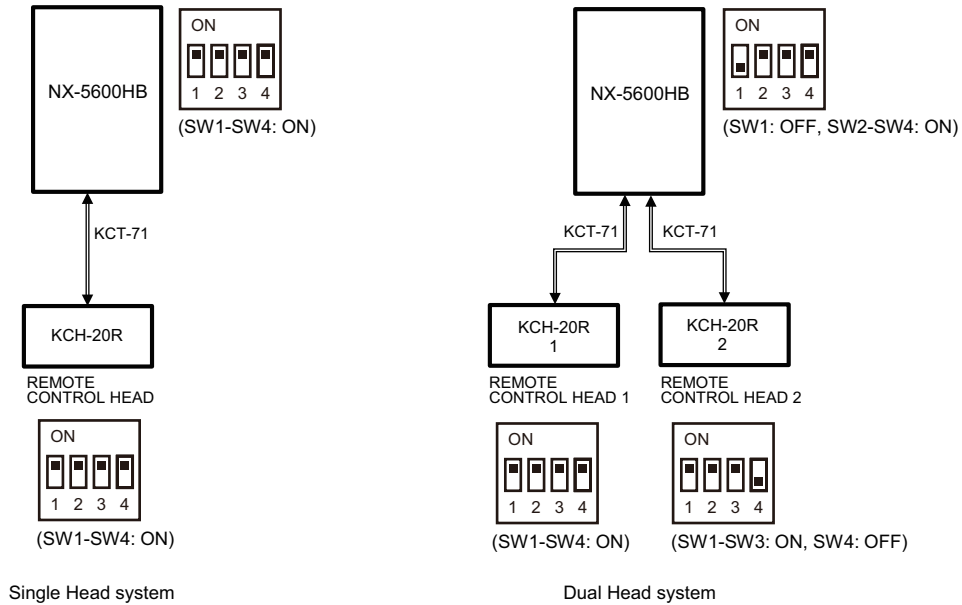 NX-5600HB
ON
1 2 3 4
(SW1-SW4: ON)
KCT-71
KCH-20R
REMOTE
CONTROL HEAD
ON
1 2 3 4
(SW1-SW4: ON)
Single Head system
NX-5600HB
ON
1 2 3 4
(SW1: OFF, SW2-SW4: ON)
KCT-71
KCT-71
KCH-20R
1
REMOTE
CONTROL HEAD 1
ON
1 2 3 4
(SW1-SW4: ON)
KCH-20R
2
REMOTE
CONTROL HEAD 2
ON
1 2 3 4
(SW1-SW3: ON, SW4: OFF)
Dual Head system